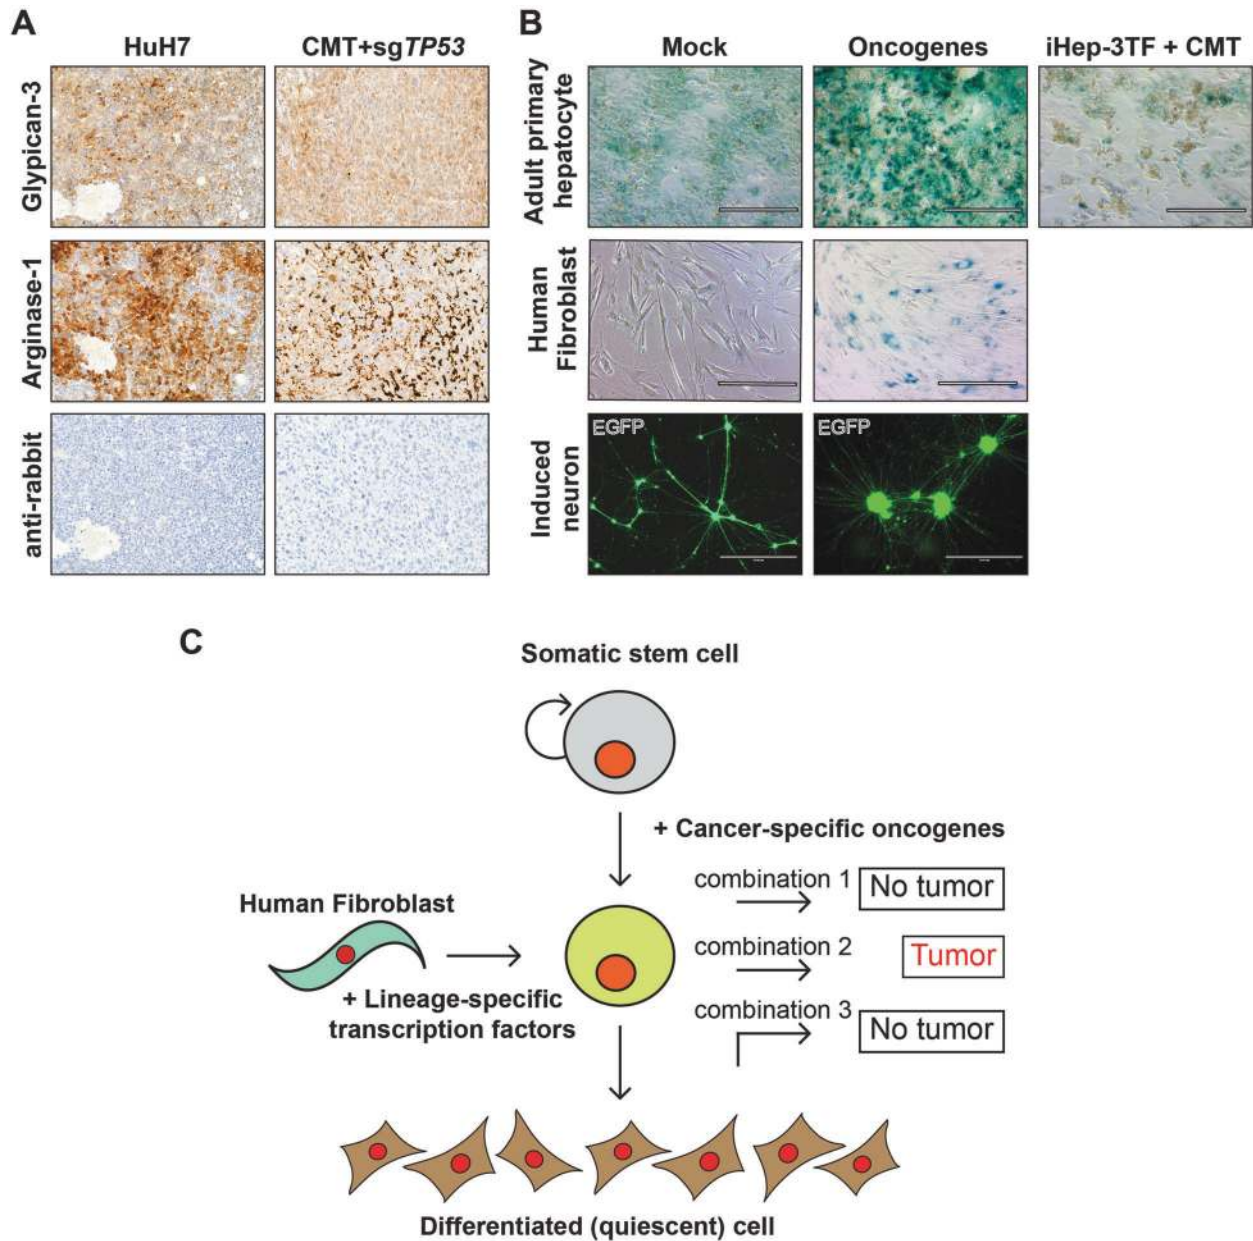 A
HuH7
CMT+sgTP53
Glypican-3
Arginase-1
anti-rabbit
B
Mock
Oncogenes
iHep-3TF + CMT
Adult primary
hepatocyte
Human
Fibroblast
Induced
neuron
EGFP
EGFP
C
Somatic stem cell
+ Cancer-specific oncogenes
combination 1
No tumor
Human Fibroblast
combination 2
Tumor
+ Lineage-specific
transcription factors
combination 3
No tumor
Differentiated (quiescent) cell